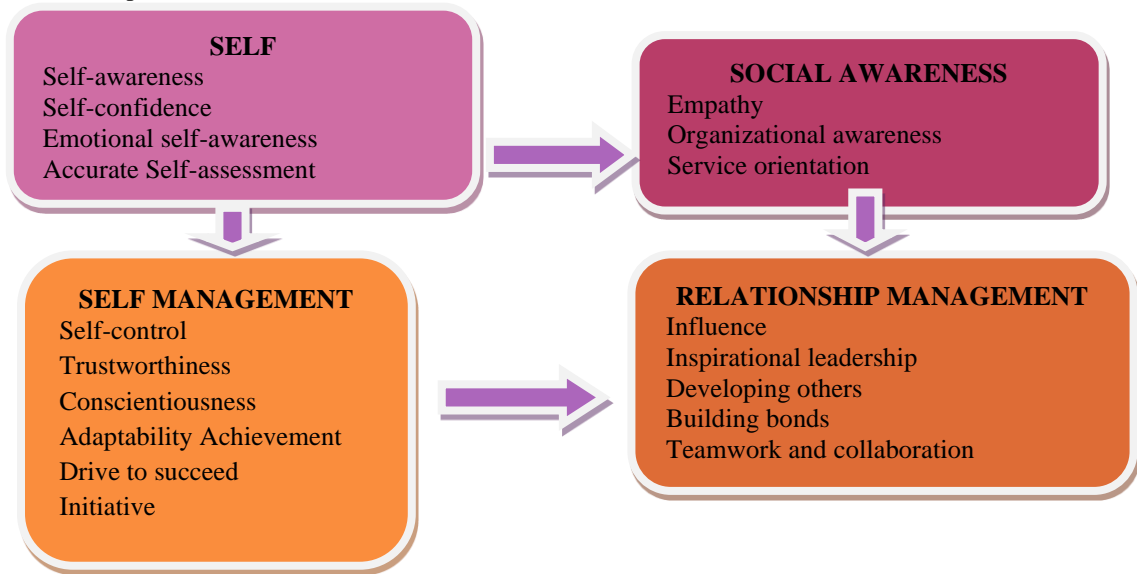 SELF
Self-awareness
Self-confidence
Emotional self-awareness
Accurate Self-assessment
SOCIAL AWARENESS
Empathy
Organizational awareness
Service orientation
SELF MANAGEMENT
Self-control
Trustworthiness
Conscientiousness
Adaptability Achievement
Drive to succeed
Initiative
RELATIONSHIP MANAGEMENT
Influence
Inspirational leadership
Developing others
Building bonds
Teamwork and collaboration